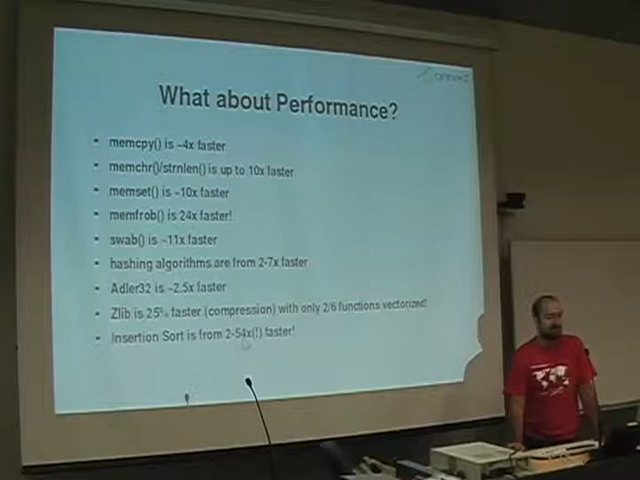 What about Performance?
• memcpy() is ~4x faster
• memchr()/strnlen() is up to 10x faster
• memset() is ~10x faster
• memfrob() is 24x faster!
• swab() is ~11x faster
• hashing algorithms are from 2-7x faster
• Adler32 is ~2.5x faster
• Zlib is 25% faster (compression) with only 2/6 functions vectorized!
• Insertion Sort is from 2-54x(!) faster!